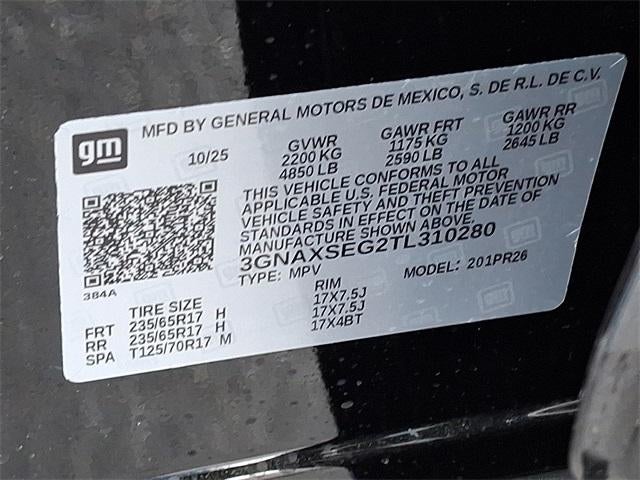 gm
MFD BY GENERAL MOTORS DE MEXICO, S. DE R.L. DE C.V.
10/25 GVWR GAWR FRT GAWR RR
2200 KG 1175 KG 1200 KG
4850 LB 2590 LB 2645 LB
THIS VEHICLE CONFORMS TO ALL
APPLICABLE U.S. FEDERAL MOTOR
VEHICLE SAFETY AND THEFT PREVENTION
STANDARDS IN EFFECT ON THE DATE OF
MANUFACTURE SHOWN ABOVE.
3GNAXSEG2TL310280
TYPE: MPV MODEL: 201PR26
384A
TIRE SIZE RIM
FRT 235/65R17 H 17X7.5J
RR 235/65R17 H 17X7.5J
SPA T125/70R17 M 17X4BT